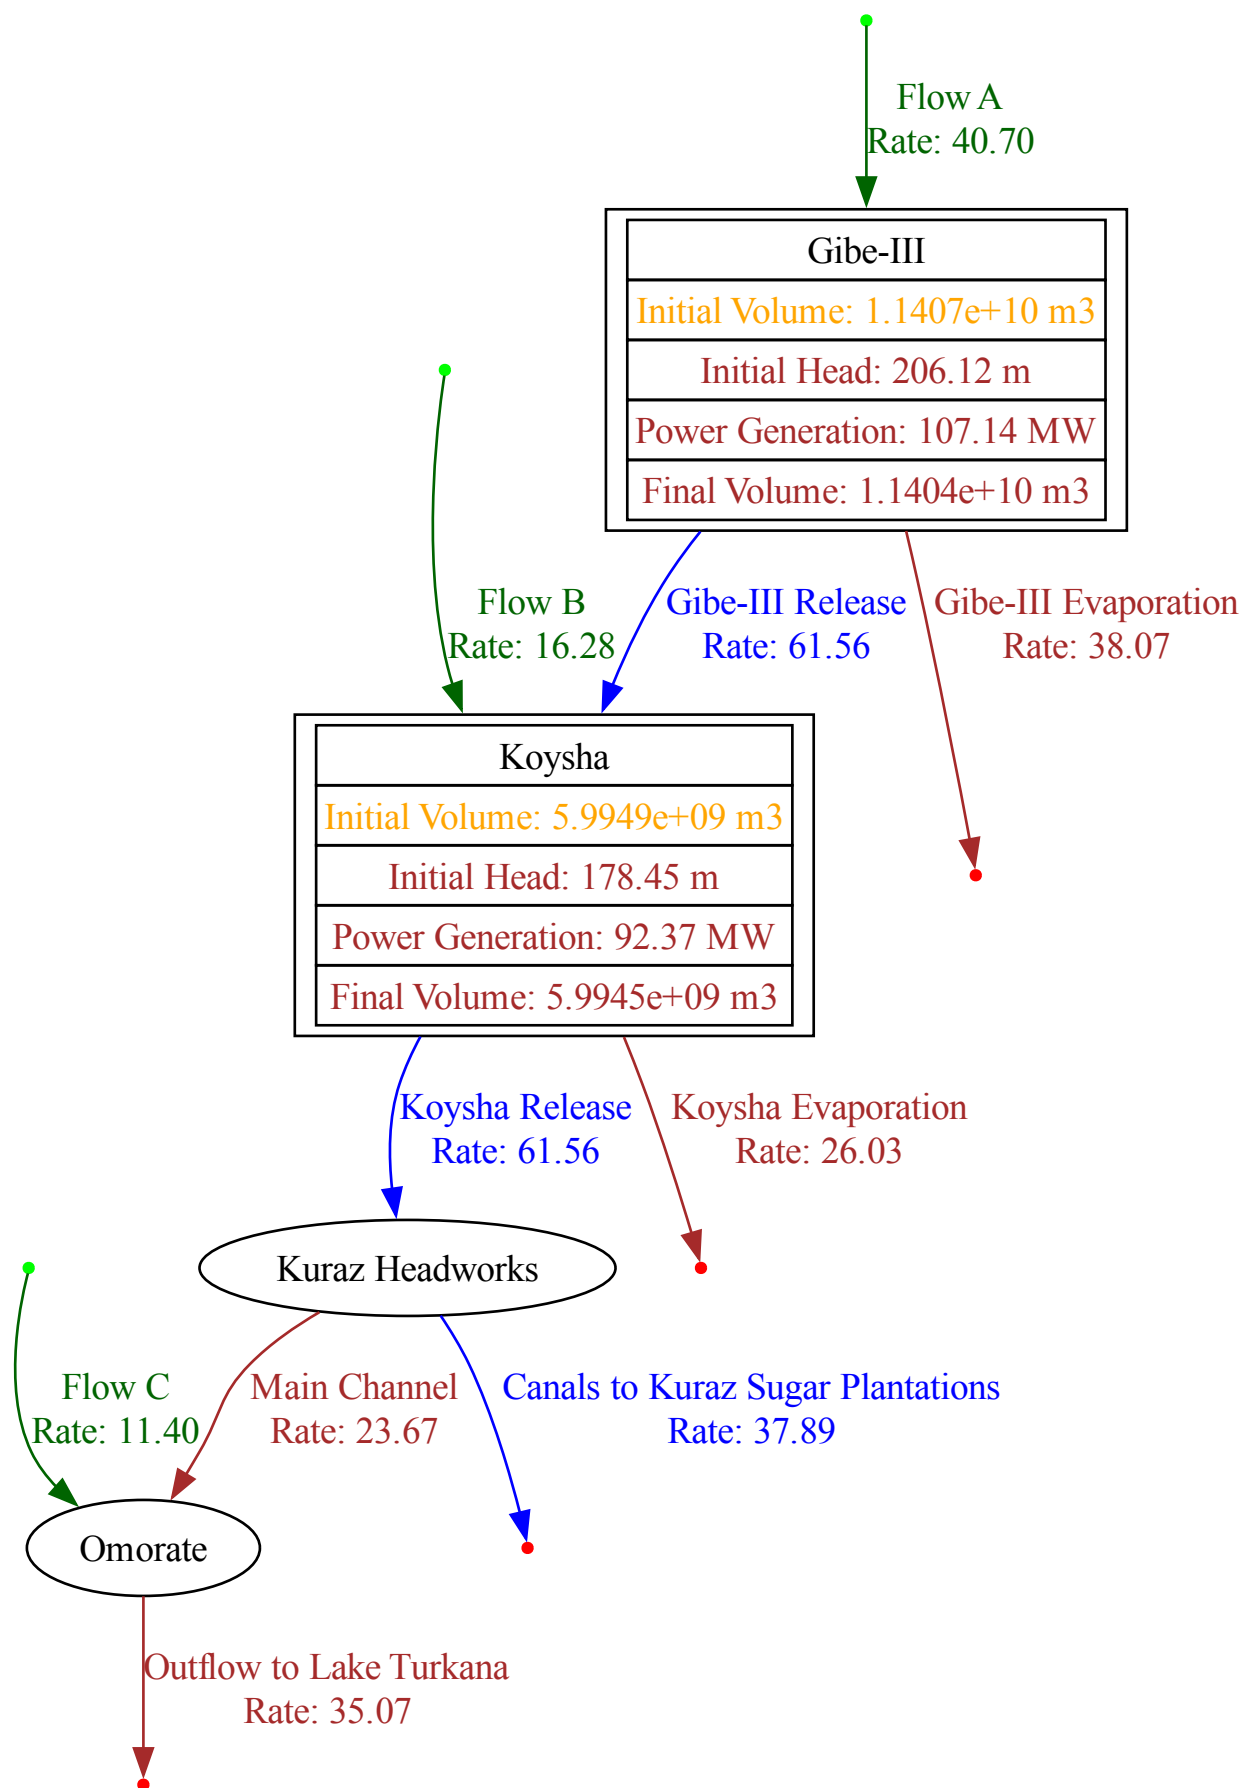 Flow A
Rate: 40.70
Gibe-III
Initial Volume: 1.1407e+10 m3
Initial Head: 206.12 m
Power Generation: 107.14 MW
Final Volume: 1.1404e+10 m3
Flow B
Rate: 16.28
Gibe-III Release
Rate: 61.56
Gibe-III Evaporation
Rate: 38.07
Koysha
Initial Volume: 5.9949e+09 m3
Initial Head: 178.45 m
Power Generation: 92.37 MW
Final Volume: 5.9945e+09 m3
Koysha Release
Rate: 61.56
Koysha Evaporation
Rate: 26.03
Kuraz Headworks
Flow C
Rate: 11.40
Main Channel
Rate: 23.67
Canals to Kuraz Sugar Plantations
Rate: 37.89
Omorate
Outflow to Lake Turkana
Rate: 35.07